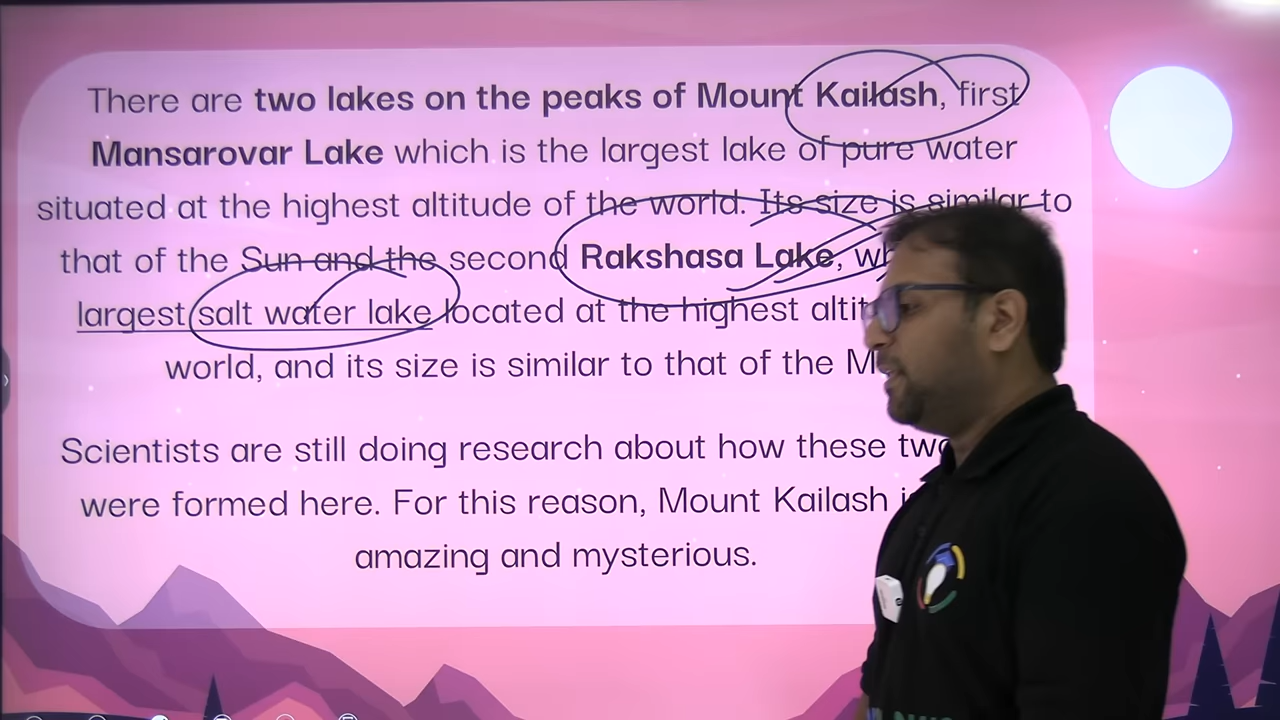 There are two lakes on the peaks of Mount Kailash, first
Mansarovar Lake which is the largest lake of pure water
situated at the highest altitude of the world. Its size is similar to
that of the Sun and the second Rakshasa Lake,
largest salt water lake located at the highest
world, and its size is similar to that of the
Scientists are still doing research about how these
were formed here. For this reason, Mount Kailash
amazing and mysterious.